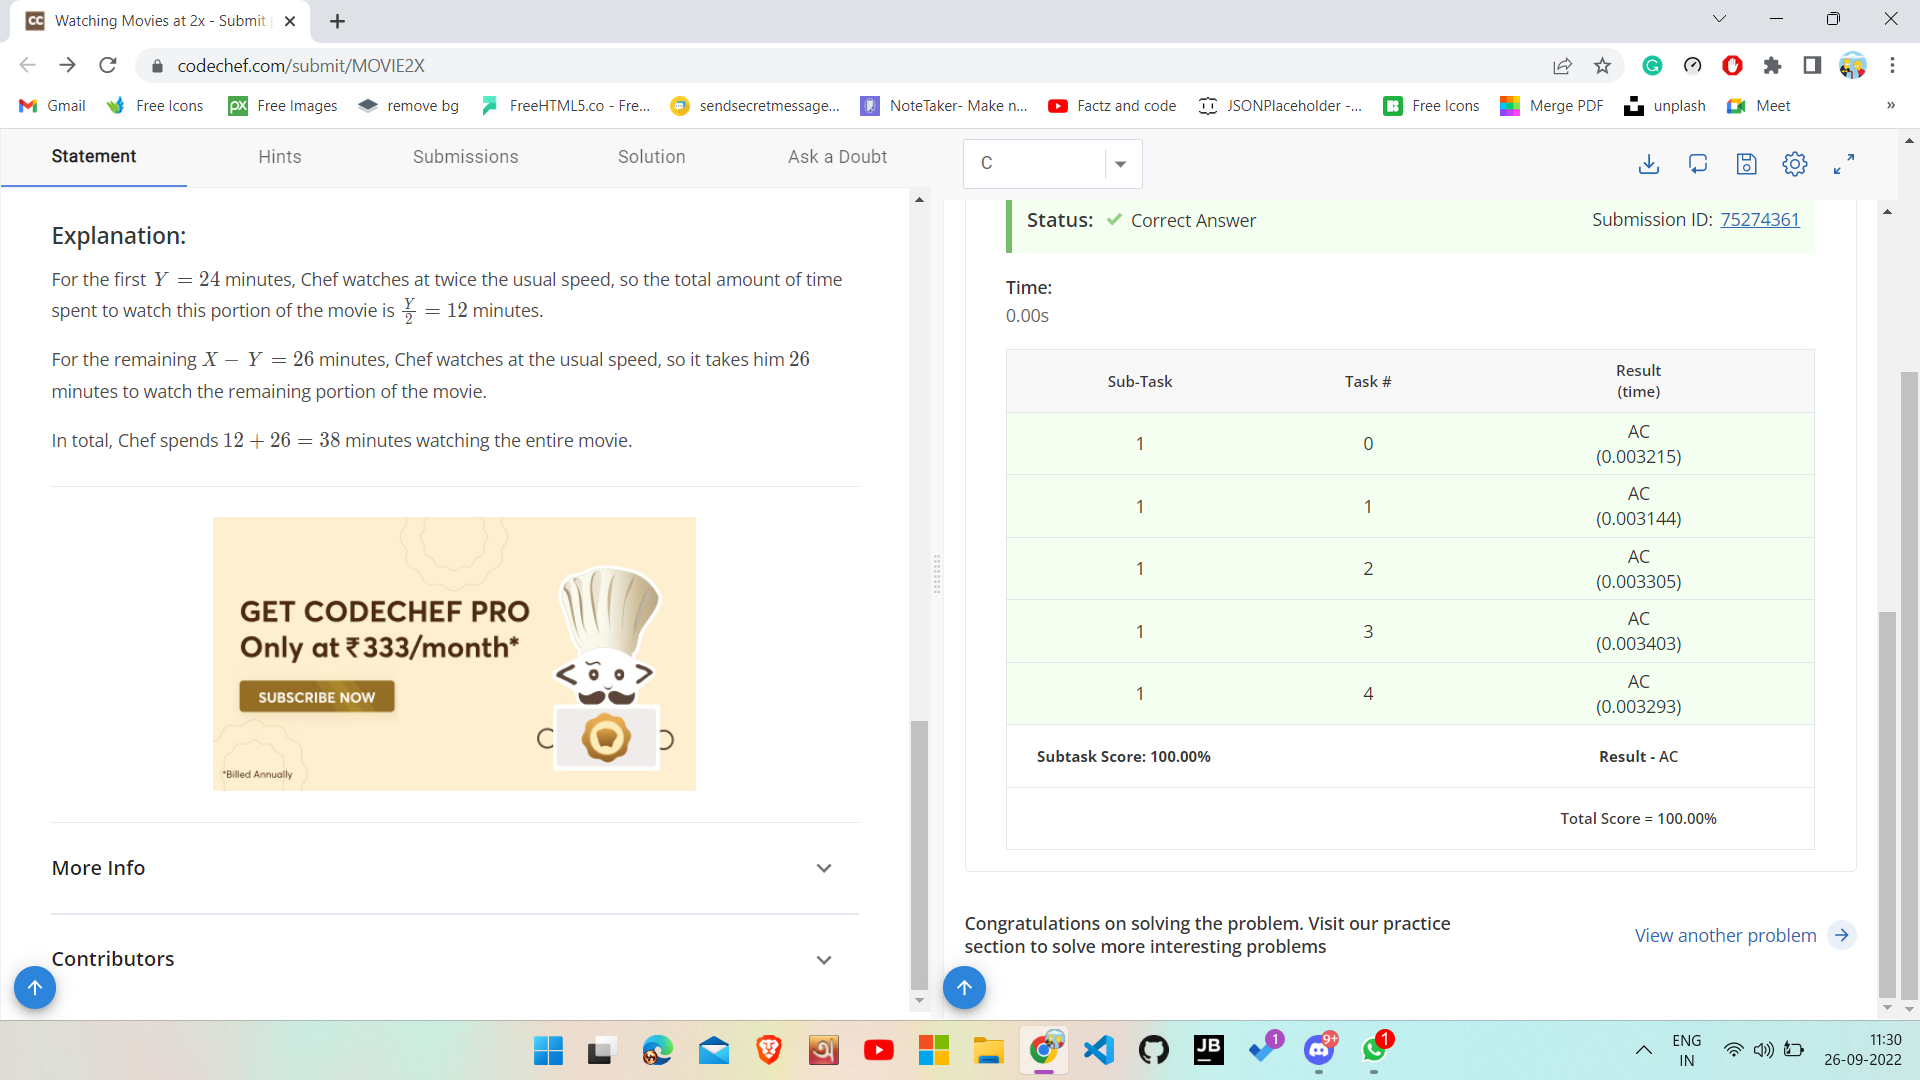 CC Watching Movies at 2x - Submit
codechef.com/submit/MOVIE2X
Gmail Free Icons PX Free Images remove bg FreeHTML5.co - Fre... sendsecretmessage... NoteTaker- Make n... Factz and code JSONPlaceholder -... Free Icons Merge PDF unplash Meet »
Statement Hints Submissions Solution Ask a Doubt
C
Explanation:
For the first Y = 24 minutes, Chef watches at twice the usual speed, so the total amount of time
spent to watch this portion of the movie is Y/2 = 12 minutes.
For the remaining X − Y = 26 minutes, Chef watches at the usual speed, so it takes him 26
minutes to watch the remaining portion of the movie.
In total, Chef spends 12 + 26 = 38 minutes watching the entire movie.
GET CODECHEF PRO
Only at ₹333/month*
SUBSCRIBE NOW
*Billed Annually
More Info
Contributors
Status: Correct Answer Submission ID: 75274361
Time:
0.00s
Sub-Task Task # Result
(time)
1 0 AC
(0.003215)
1 1 AC
(0.003144)
1 2 AC
(0.003305)
1 3 AC
(0.003403)
1 4 AC
(0.003293)
Subtask Score: 100.00% Result - AC
Total Score = 100.00%
Congratulations on solving the problem. Visit our practice
section to solve more interesting problems
View another problem
অ JB 1 9+ 1
ENG
IN
11:30
26-09-2022